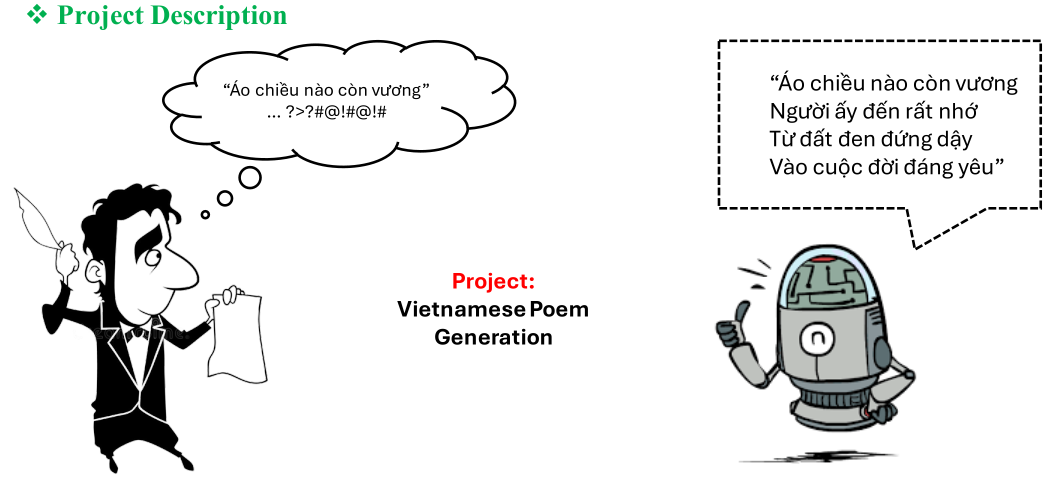 ❖ Project Description
“Áo chiều nào còn vương”
... ?>?#@!#@!#
“Áo chiều nào còn vương
Người ấy đến rất nhớ
Từ đất đen đứng dậy
Vào cuộc đời đáng yêu”
Project:
Vietnamese Poem
Generation
n